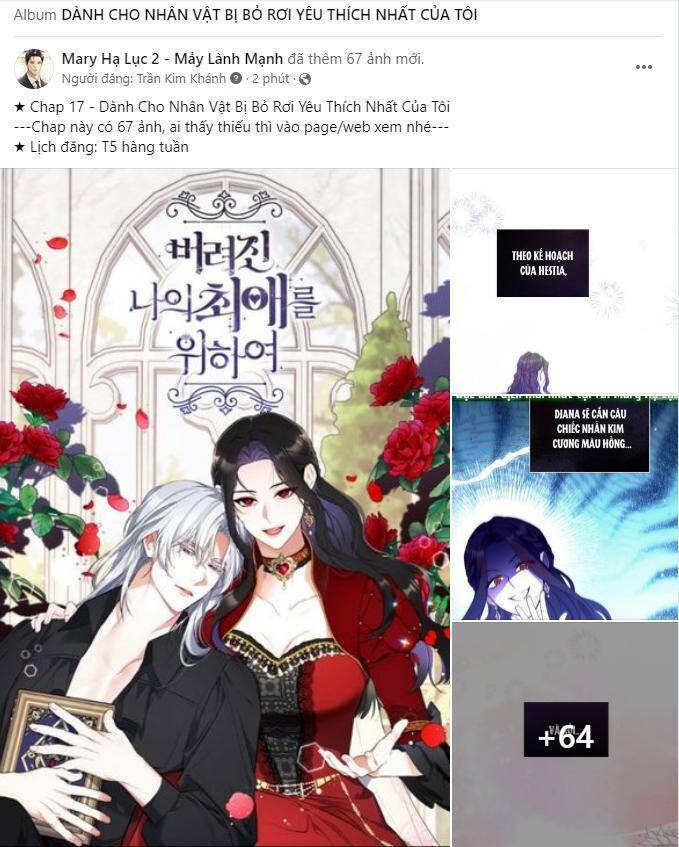 Album DÀNH CHO NHÂN VẬT BỊ BỎ RƠI YÊU THÍCH NHẤT CỦA TÔI
Mary Hạ Lục 2 - Mảy Lành Mạnh đã thêm 67 ảnh mới.
Người đăng: Trần Kim Khánh · 2 phút ·
★ Chap 17 - Dành Cho Nhân Vật Bị Bỏ Rơi Yêu Thích Nhất Của Tôi
---Chap này có 67 ảnh, ai thấy thiếu thì vào page/web xem nhé---
★ Lịch đăng: T5 hàng tuần
버려진
나의 최애를
위하여
THEO KẾ HOẠCH
CỦA HESTIA,
DIANA SẼ CẦN CẦU
CHIẾC NHẪN KIM
CƯƠNG MÀU HỒNG...
+64